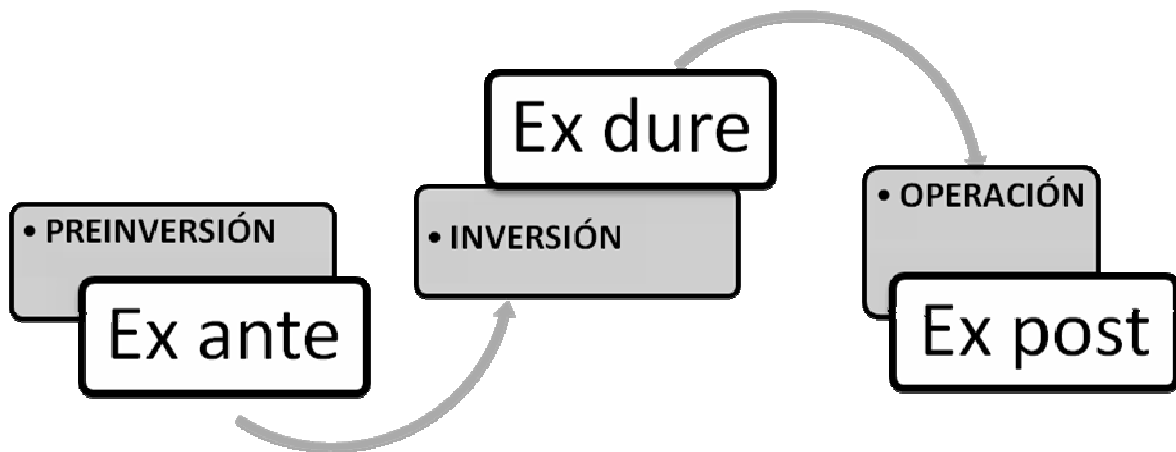 • PREINVERSIÓN
Ex ante
Ex dure
• INVERSIÓN
• OPERACIÓN
Ex post